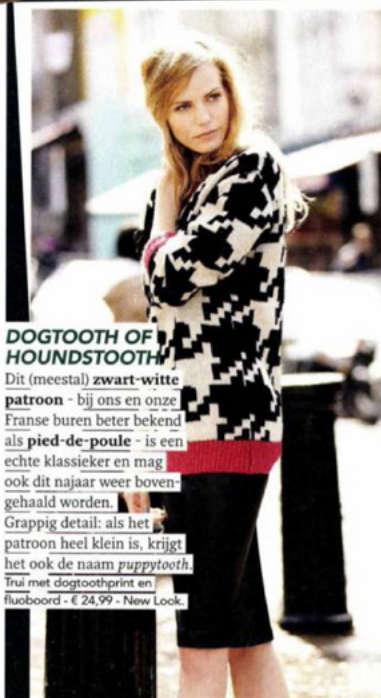 DOGTOOTH OF
HOUNDSTOOTH
Dit (meestal) zwart-witte
patroon - bij ons en onze
Franse buren beter bekend
als pied-de-poule - is een
echte klassieker en mag
ook dit najaar weer boven-
gehaald worden.
Grappig detail: als het
patroon heel klein is, krijgt
het ook de naam puppytooth.
Trui met dogtoothprint en
fluoboord - € 24,99 - New Look.